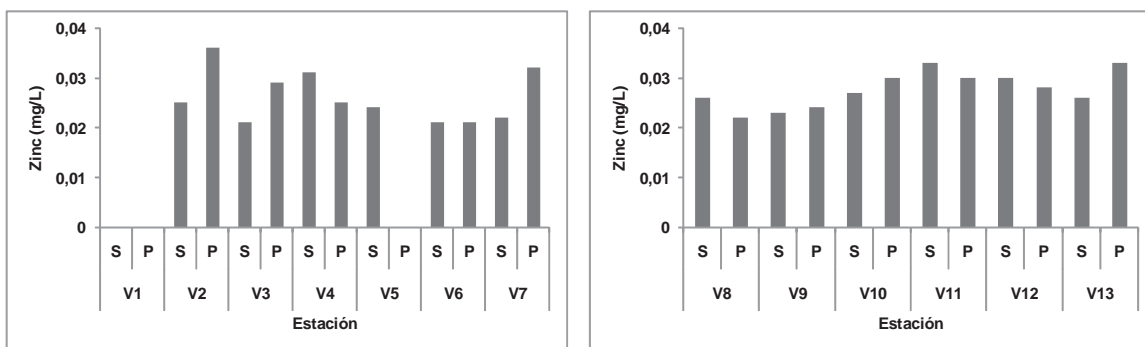 Zinc (mg/L)
0,04
0,03
0,02
0,01
0
S P S P S P S P S P S P S P
V1 V2 V3 V4 V5 V6 V7
Estación
Zinc (mg/L)
0,04
0,03
0,02
0,01
0
S P S P S P S P S P S P
V8 V9 V10 V11 V12 V13
Estación